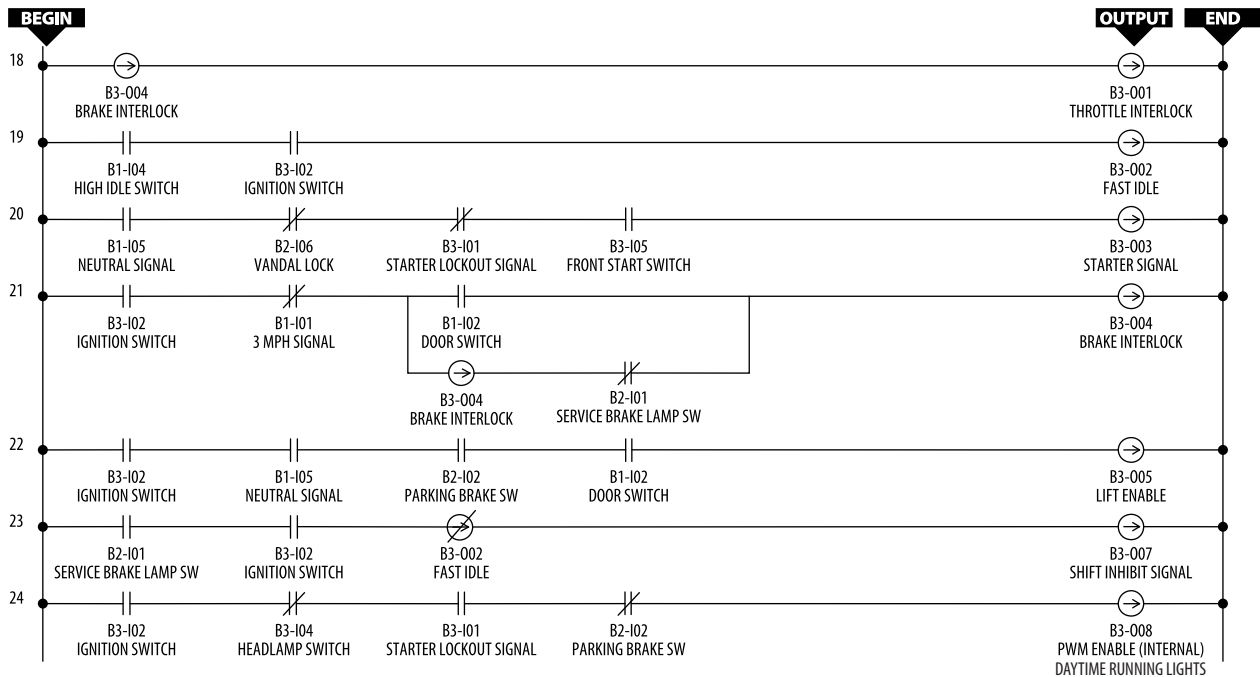 BEGIN OUTPUT END
18
B3-004 B3-001
BRAKE INTERLOCK THROTTLE INTERLOCK
19
B1-I04 B3-I02 B3-002
HIGH IDLE SWITCH IGNITION SWITCH FAST IDLE
20
B1-I05 B2-I06 B3-I01 B3-I05 B3-003
NEUTRAL SIGNAL VANDAL LOCK STARTER LOCKOUT SIGNAL FRONT START SWITCH STARTER SIGNAL
21
B3-I02 B1-I01 B1-I02 B3-004
IGNITION SWITCH 3 MPH SIGNAL DOOR SWITCH BRAKE INTERLOCK
B3-004 B2-I01
BRAKE INTERLOCK SERVICE BRAKE LAMP SW
22
B3-I02 B1-I05 B2-I02 B1-I02 B3-005
IGNITION SWITCH NEUTRAL SIGNAL PARKING BRAKE SW DOOR SWITCH LIFT ENABLE
23
B2-I01 B3-I02 B3-002 B3-007
SERVICE BRAKE LAMP SW IGNITION SWITCH FAST IDLE SHIFT INHIBIT SIGNAL
24
B3-I02 B3-I04 B3-I01 B2-I02 B3-008
IGNITION SWITCH HEADLAMP SWITCH STARTER LOCKOUT SIGNAL PARKING BRAKE SW PWM ENABLE (INTERNAL)
DAYTIME RUNNING LIGHTS